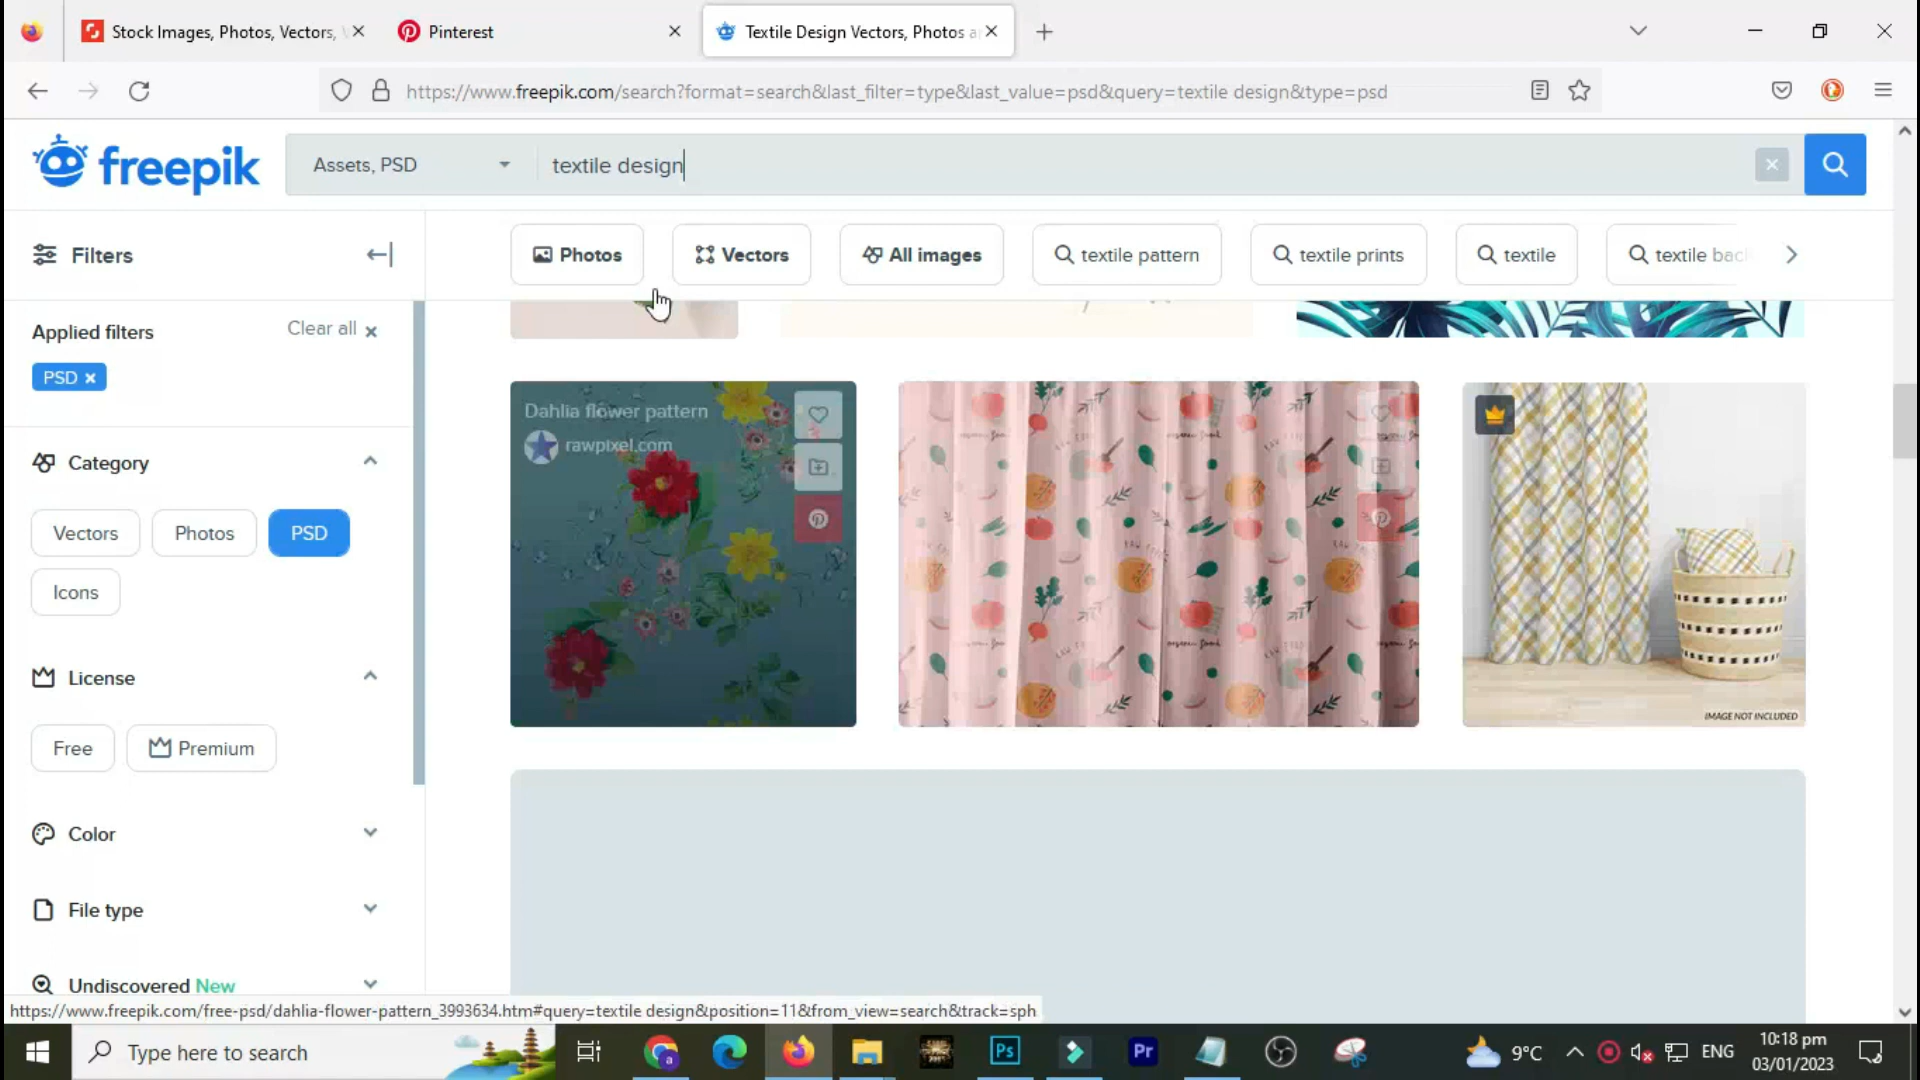 Stock Images, Photos, Vectors,
Pinterest
Textile Design Vectors, Photos a
https://www.freepik.com/search?format=search&last_filter=type&last_value=psd&query=textile design&type=psd
freepik
Assets, PSD
textile design
Filters
Photos
Vectors
All images
textile pattern
textile prints
textile
textile bac
Applied filters
Clear all
PSD
Category
Vectors
Photos
PSD
Icons
License
Free
Premium
Color
File type
Undiscovered New
Dahlia flower pattern
rawpixel.com
IMAGE NOT INCLUDED
https://www.freepik.com/free-psd/dahlia-flower-pattern_3993634.htm#query=textile design&position=11&from_view=search&track=sph
Type here to search
Ps
Pr
9°C
ENG
10:18 pm
03/01/2023